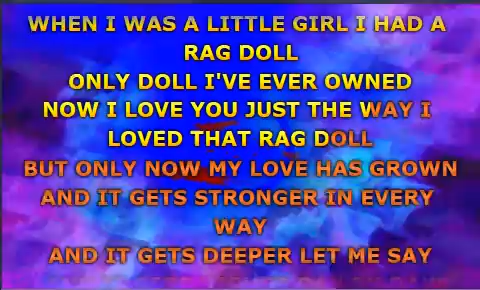 WHEN I WAS A LITTLE GIRL I HAD A
RAG DOLL
ONLY DOLL I'VE EVER OWNED
NOW I LOVE YOU JUST THE WAY I
LOVED THAT RAG DOLL
BUT ONLY NOW MY LOVE HAS GROWN
AND IT GETS STRONGER IN EVERY
WAY
AND IT GETS DEEPER LET ME SAY